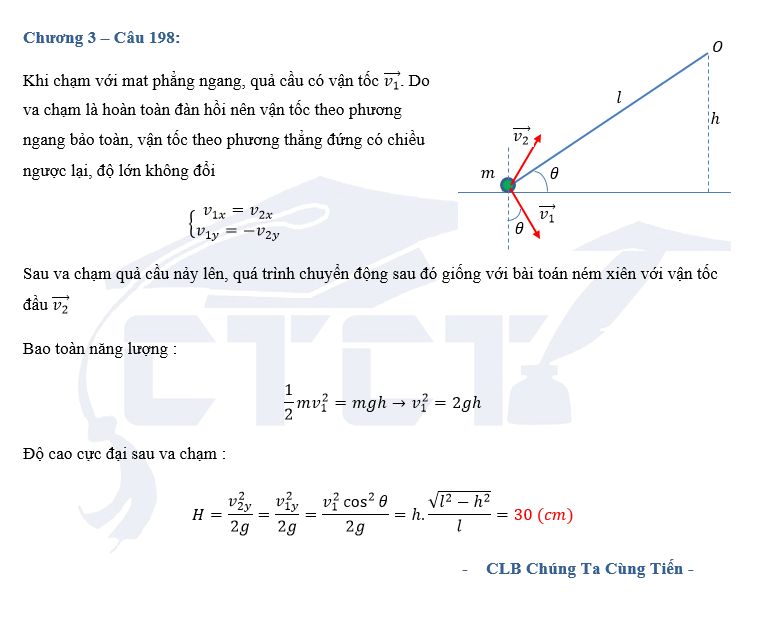 Chương 3 – Câu 198:
Khi chạm với mat phẳng ngang, quả cầu có vận tốc $\overrightarrow{v_1}$. Do
va chạm là hoàn toàn đàn hồi nên vận tốc theo phương
ngang bảo toàn, vận tốc theo phương thẳng đứng có chiều
ngược lại, độ lớn không đổi
$\begin{cases} v_{1x} = v_{2x} \\ v_{1y} = -v_{2y} \end{cases}$
O
l
h
$\overrightarrow{v_2}$
m
θ
$\overrightarrow{v_1}$
θ
Sau va chạm quả cầu nảy lên, quá trình chuyển động sau đó giống với bài toán ném xiên với vận tốc
đầu $\overrightarrow{v_2}$
Bao toàn năng lượng :
$\frac{1}{2}mv_1^2 = mgh \rightarrow v_1^2 = 2gh$
Độ cao cực đại sau va chạm :
$H = \frac{v_{2y}^2}{2g} = \frac{v_{1y}^2}{2g} = \frac{v_1^2 \cos^2 \theta}{2g} = h.\frac{\sqrt{l^2 - h^2}}{l} = 30 \ (cm)$
- CLB Chúng Ta Cùng Tiến -
CTCT